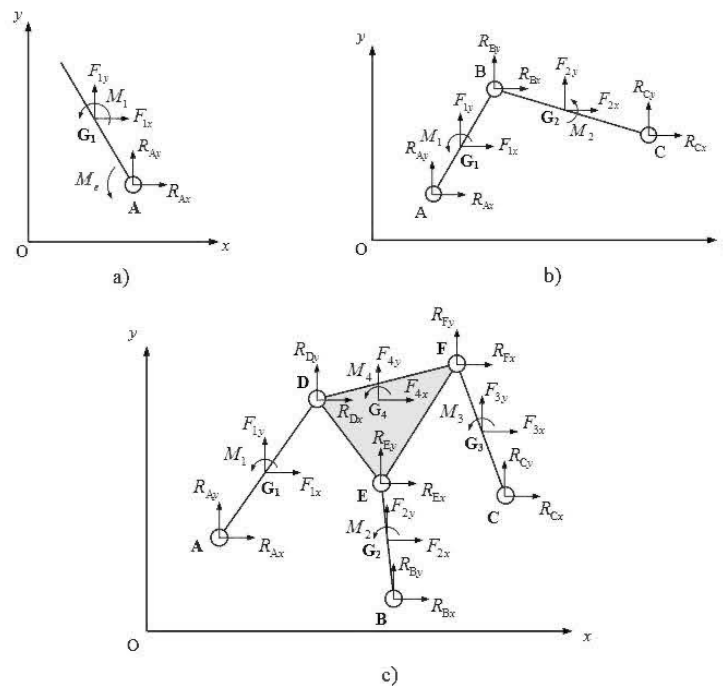 y
F1y
M1
F1x
G1
RAy
Me
RAx
A
O
x
a)
y
RBy
B
RBx
F2y
F1y
F2x
RCy
M1
G2
M2
RAy
F1x
G1
C
RCx
RAx
A
O
b)
y
RFy
F
RFx
RDy
F4y
M4
D
F4x
RDx
G4
F3y
M3
F1y
REy
G3
F3x
M1
RAy
G1
F1x
E
REx
RCy
F2y
C
RCx
M2
A
RAx
G2
F2x
RBy
B
RBx
O
x
c)